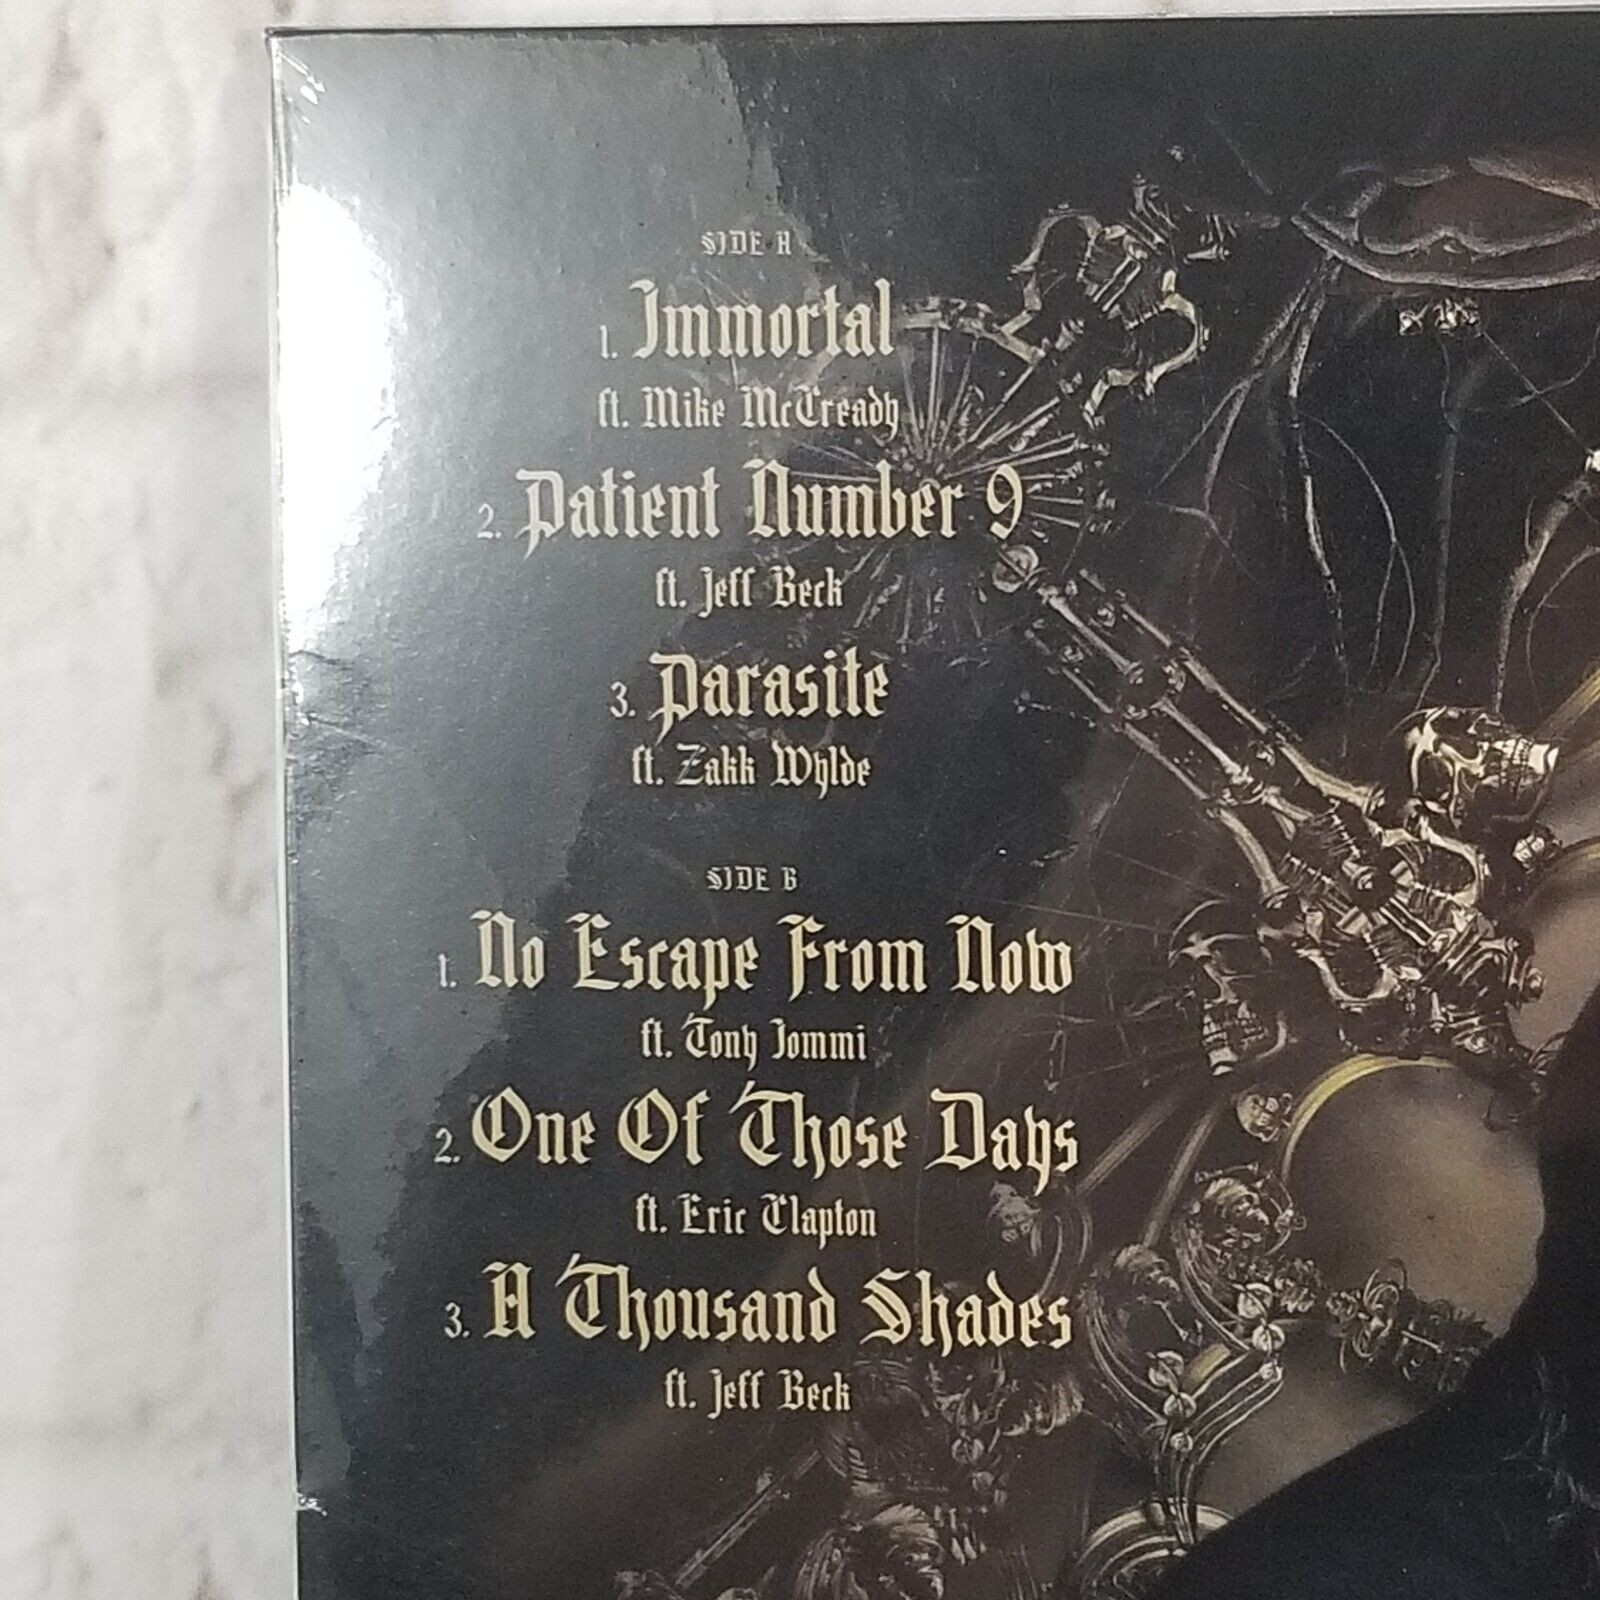 SIDE A
1. Immortal
ft. Mike McCready
2. Patient Number 9
ft. Jeff Beck
3. Parasite
ft. Zakk Wylde
SIDE B
1. No Escape From Now
ft. Tony Iommi
2. One Of Those Days
ft. Eric Clapton
3. A Thousand Shades
ft. Jeff Beck